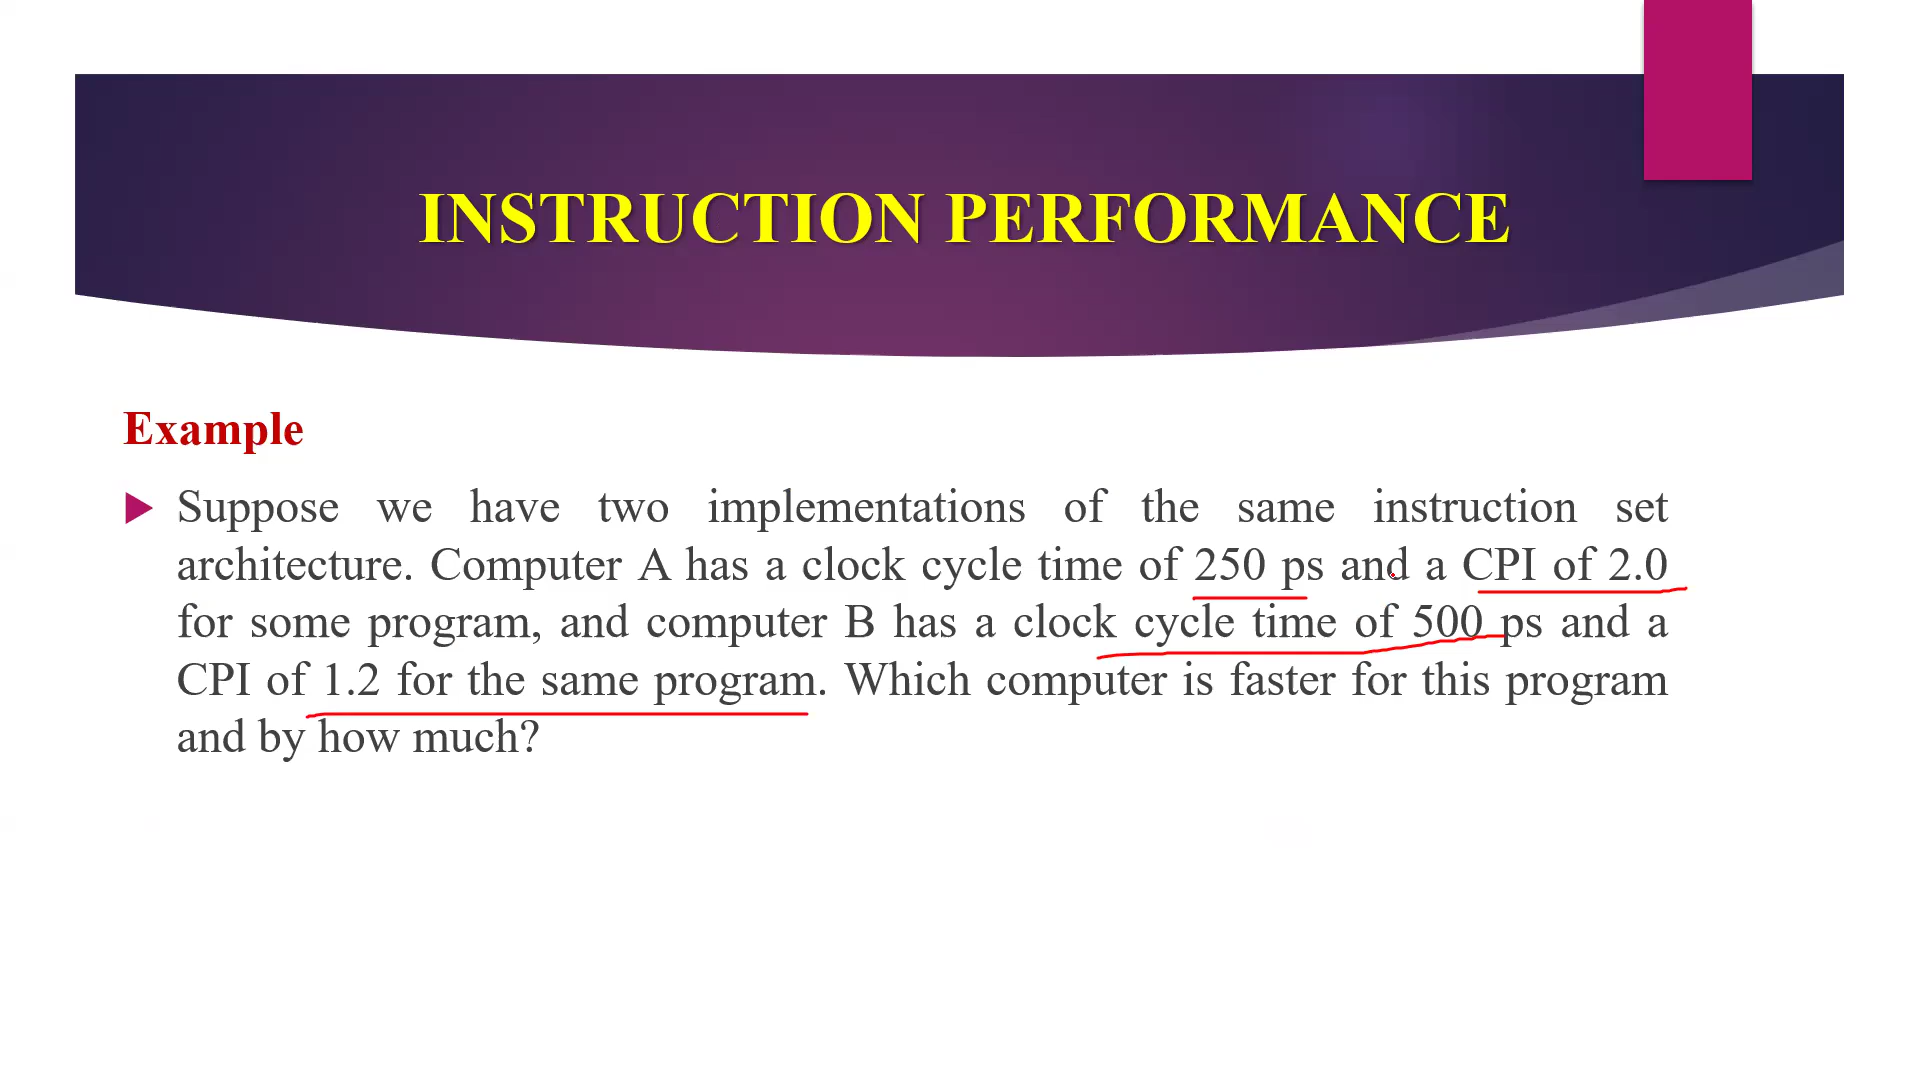 INSTRUCTION PERFORMANCE
Example
Suppose we have two implementations of the same instruction set
architecture. Computer A has a clock cycle time of 250 ps and a CPI of 2.0
for some program, and computer B has a clock cycle time of 500 ps and a
CPI of 1.2 for the same program. Which computer is faster for this program
and by how much?